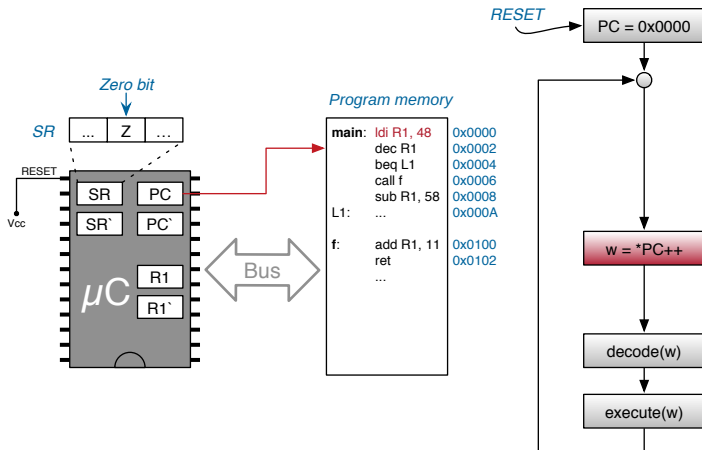 RESET
PC = 0x0000
Zero bit
SR
... Z ...
Program memory
main: ldi R1, 48 0x0000
dec R1 0x0002
beq L1 0x0004
call f 0x0006
sub R1, 58 0x0008
L1: ... 0x000A
f: add R1, 11 0x0100
ret 0x0102
...
RESET
Vcc
SR PC
SR` PC`
R1
R1`
µC
Bus
w = *PC++
decode(w)
execute(w)